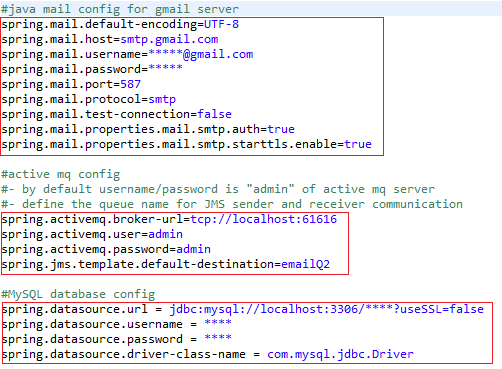 #java mail config for gmail server
spring.mail.default-encoding=UTF-8
spring.mail.host=smtp.gmail.com
spring.mail.username=*****@gmail.com
spring.mail.password=*****
spring.mail.port=587
spring.mail.protocol=smtp
spring.mail.test-connection=false
spring.mail.properties.mail.smtp.auth=true
spring.mail.properties.mail.smtp.starttls.enable=true
#active mq config
#- by default username/password is "admin" of active mq server
#- define the queue name for JMS sender and receiver communication
spring.activemq.broker-url=tcp://localhost:61616
spring.activemq.user=admin
spring.activemq.password=admin
spring.jms.template.default-destination=emailQ2
#MySQL database config
spring.datasource.url = jdbc:mysql://localhost:3306/****?useSSL=false
spring.datasource.username = ****
spring.datasource.password = ****
spring.datasource.driver-class-name = com.mysql.jdbc.Driver